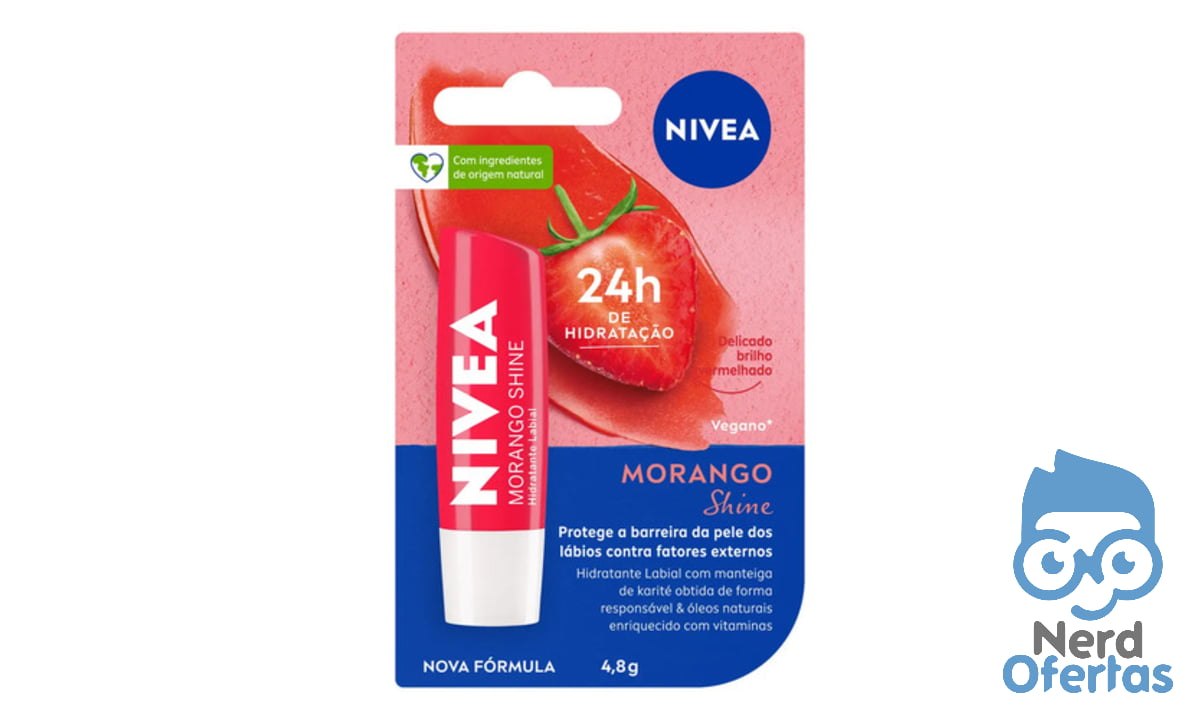 NIVEA
Com ingredientes
de origem natural
24h
DE
HIDRATAÇÃO
Delicado
brilho
avermelhado
Vegano*
NIVEA
MORANGO SHINE
Hidratante Labial
MORANGO
Shine
Protege a barreira da pele dos
lábios contra fatores externos
Hidratante Labial com manteiga
de karité obtida de forma
responsável & óleos naturais
enriquecido com vitaminas
NOVA FÓRMULA 4,8g
Nerd
Ofertas